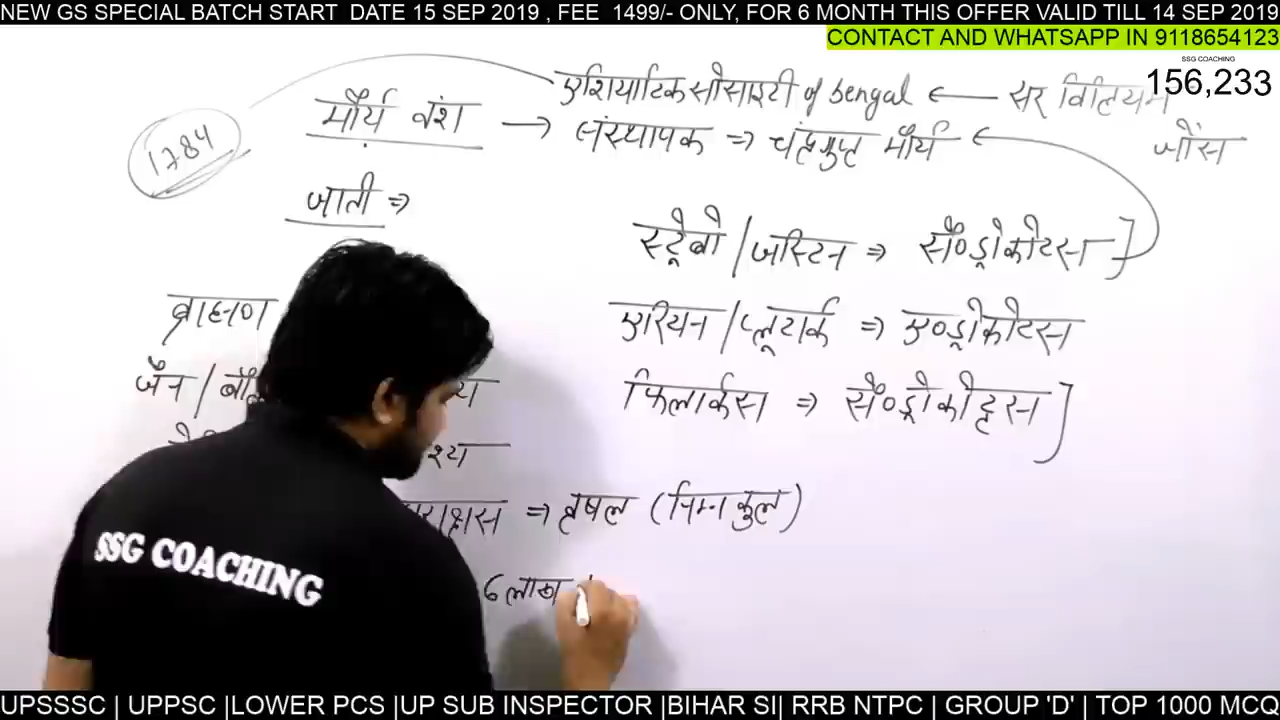 NEW GS SPECIAL BATCH START DATE 15 SEP 2019 , FEE 1499/- ONLY, FOR 6 MONTH THIS OFFER VALID TILL 14 SEP 2019
CONTACT AND WHATSAPP IN 9118654123
SSG COACHING
156,233
एशियाटिक सोसाइटी of bengal ← सर विलियम
जोंस
1784
मौर्य वंश → संस्थापक ⇒ चंद्रगुप्त मौर्य
जाती ⇒
स्ट्रेबो / जस्टिन ⇒ सैण्ड्रोकोटस ]
ब्राह्मण
एरियन / प्लूटार्क ⇒ एण्ड्रोकोटस
जैन /
फिलार्कस ⇒ सैण्ड्रोकोट्टस ]
⇒ वृषल (निम्न कुल)
6 लाख
SSG COACHING
UPSSSC | UPPSC |LOWER PCS |UP SUB INSPECTOR |BIHAR SI| RRB NTPC | GROUP 'D' | TOP 1000 MCQ